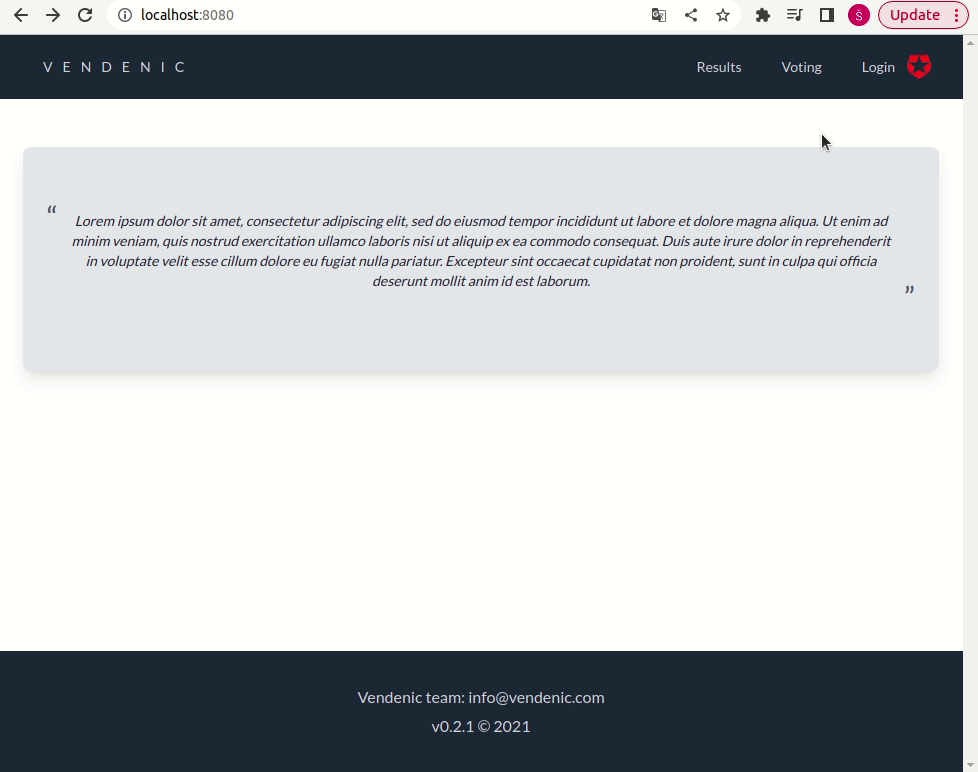 localhost:8080
Š
Update
VENDENIC
Results
Voting
Login
“
Lorem ipsum dolor sit amet, consectetur adipiscing elit, sed do eiusmod tempor incididunt ut labore et dolore magna aliqua. Ut enim ad
minim veniam, quis nostrud exercitation ullamco laboris nisi ut aliquip ex ea commodo consequat. Duis aute irure dolor in reprehenderit
in voluptate velit esse cillum dolore eu fugiat nulla pariatur. Excepteur sint occaecat cupidatat non proident, sunt in culpa qui officia
deserunt mollit anim id est laborum.
”
Vendenic team: info@vendenic.com
v0.2.1 © 2021